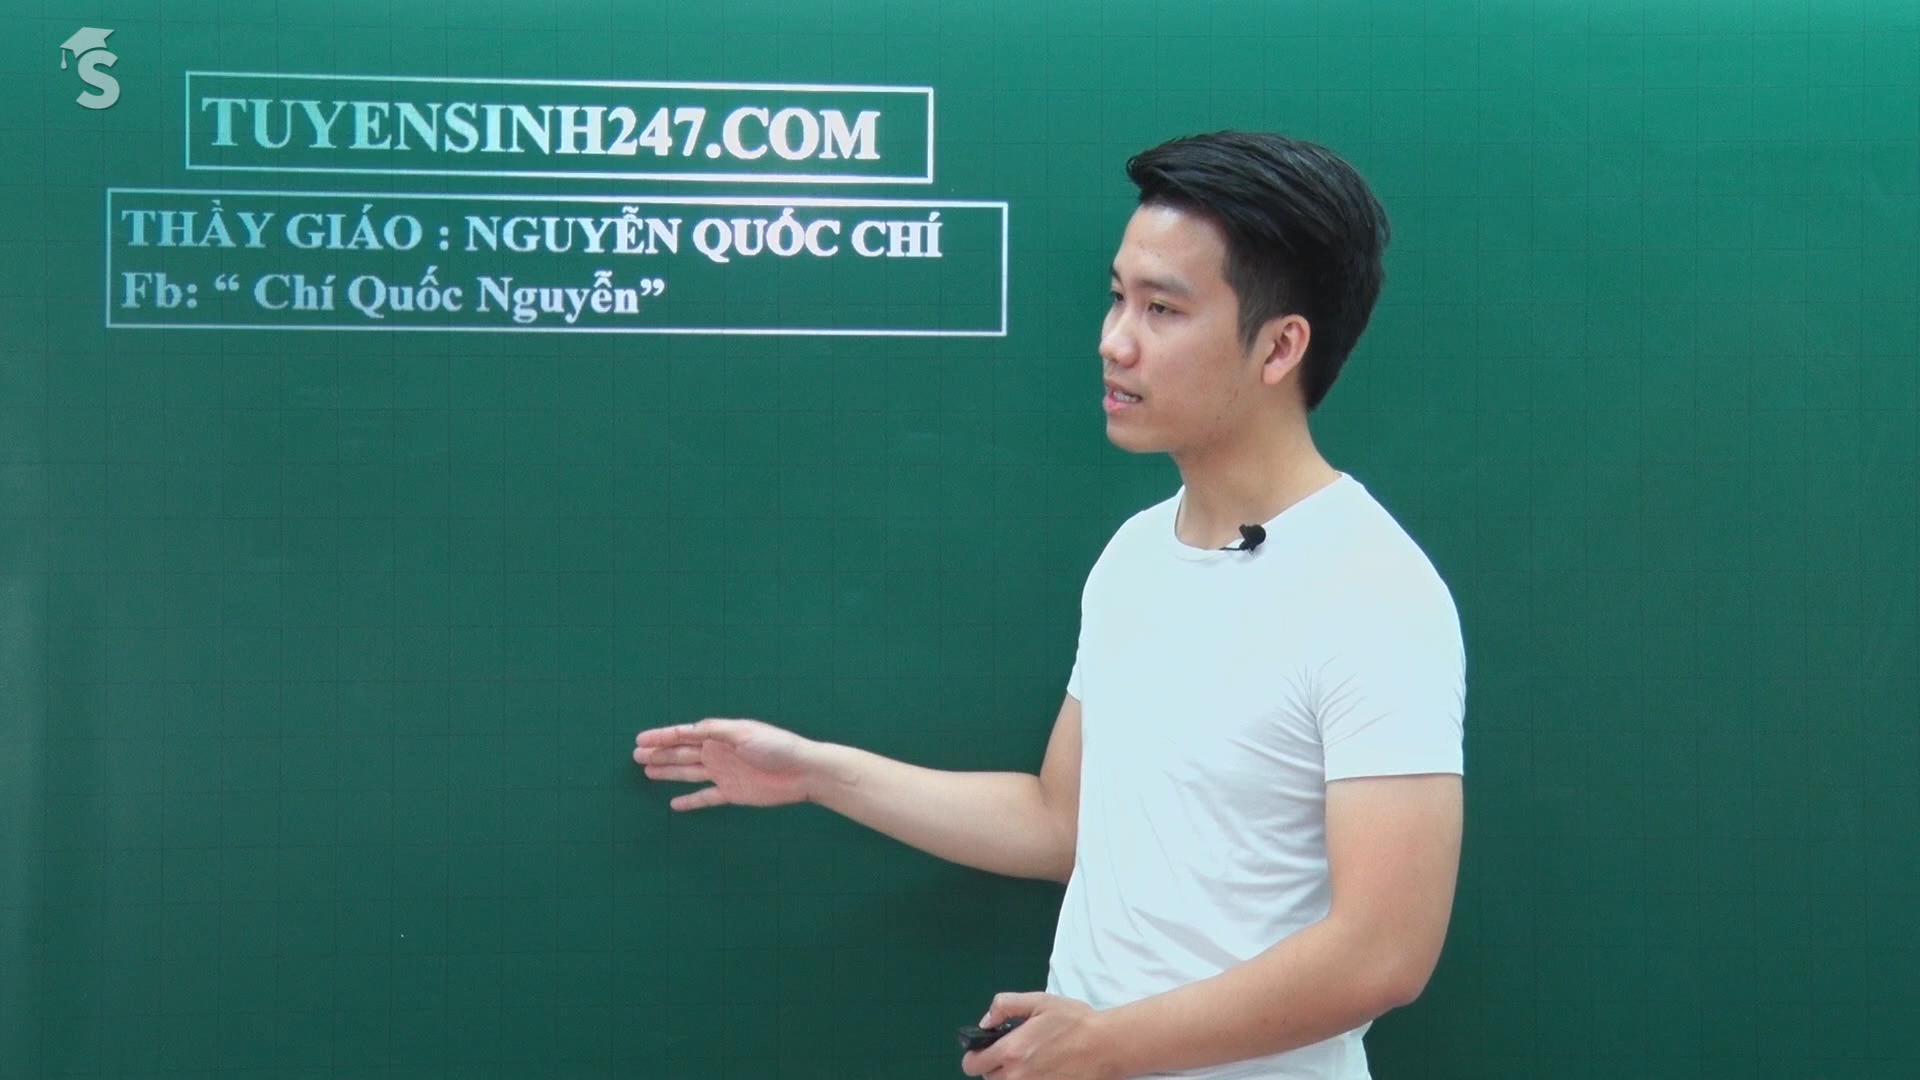 S
TUYENSINH247.COM
THẦY GIÁO : NGUYỄN QUỐC CHÍ
Fb: “ Chí Quốc Nguyễn”